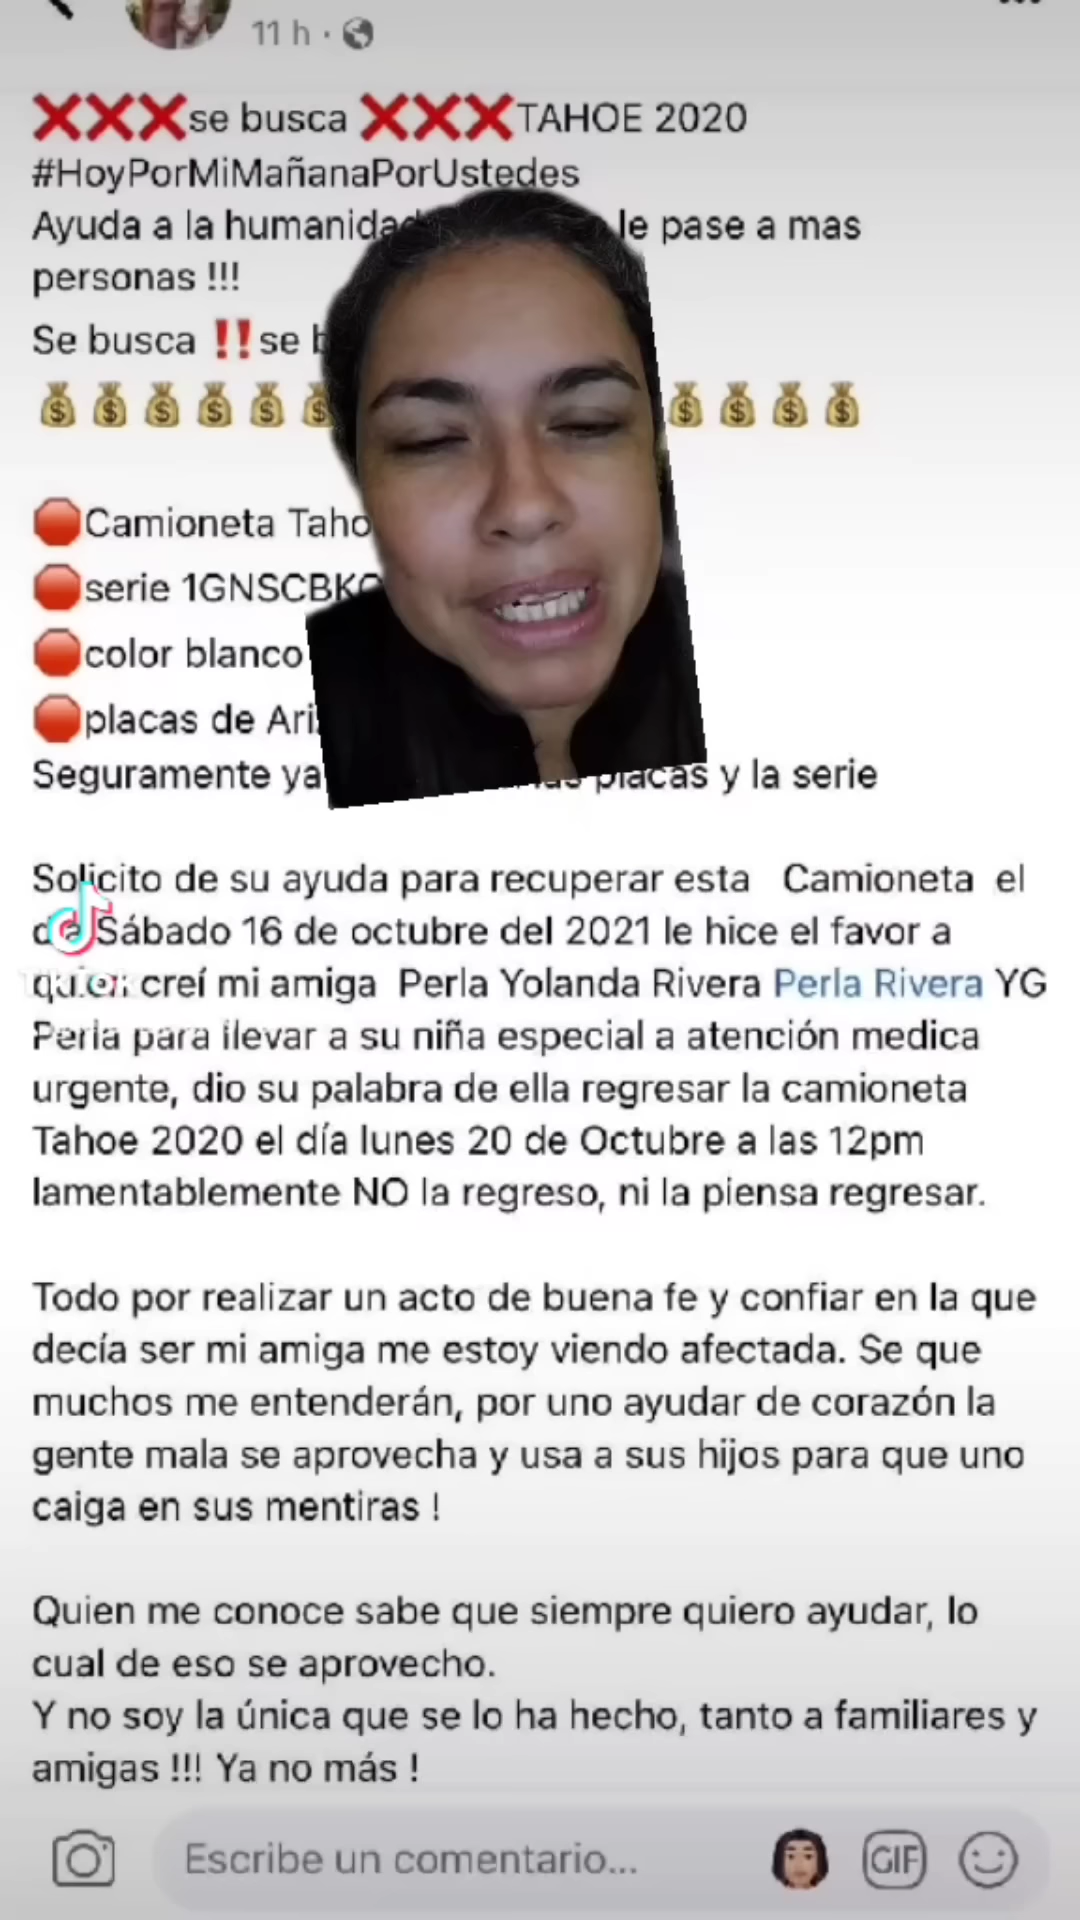 11 h ·
se busca TAHOE 2020
#HoyPorMiMañanaPorUstedes
Ayuda a la humanidad le pase a mas
personas !!!
Se busca ‼️se
Camioneta Taho
serie 1GNSCBK
color blanco
placas de Ari
Seguramente ya placas y la serie
Solicito de su ayuda para recuperar esta Camioneta el
día Sábado 16 de octubre del 2021 le hice el favor a
quien creí mi amiga Perla Yolanda Rivera Perla Rivera YG
Perla para llevar a su niña especial a atención medica
urgente, dio su palabra de ella regresar la camioneta
Tahoe 2020 el día lunes 20 de Octubre a las 12pm
lamentablemente NO la regreso, ni la piensa regresar.
Todo por realizar un acto de buena fe y confiar en la que
decía ser mi amiga me estoy viendo afectada. Se que
muchos me entenderán, por uno ayudar de corazón la
gente mala se aprovecha y usa a sus hijos para que uno
caiga en sus mentiras !
Quien me conoce sabe que siempre quiero ayudar, lo
cual de eso se aprovecho.
Y no soy la única que se lo ha hecho, tanto a familiares y
amigas !!! Ya no más !
Escribe un comentario...
GIF
TikTok